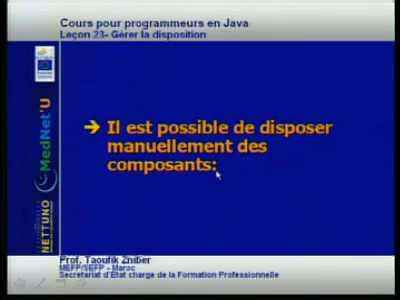 Cours pour programmeurs en Java
Leçon 23- Gérer la disposition
MedNet'U
NETTUNO
Il est possible de disposer
manuellement des
composants:
Prof. Taoufik Zniber
MEFP/SEFP - Maroc
Secrétariat d'Etat chargé de la Formation Professionnelle